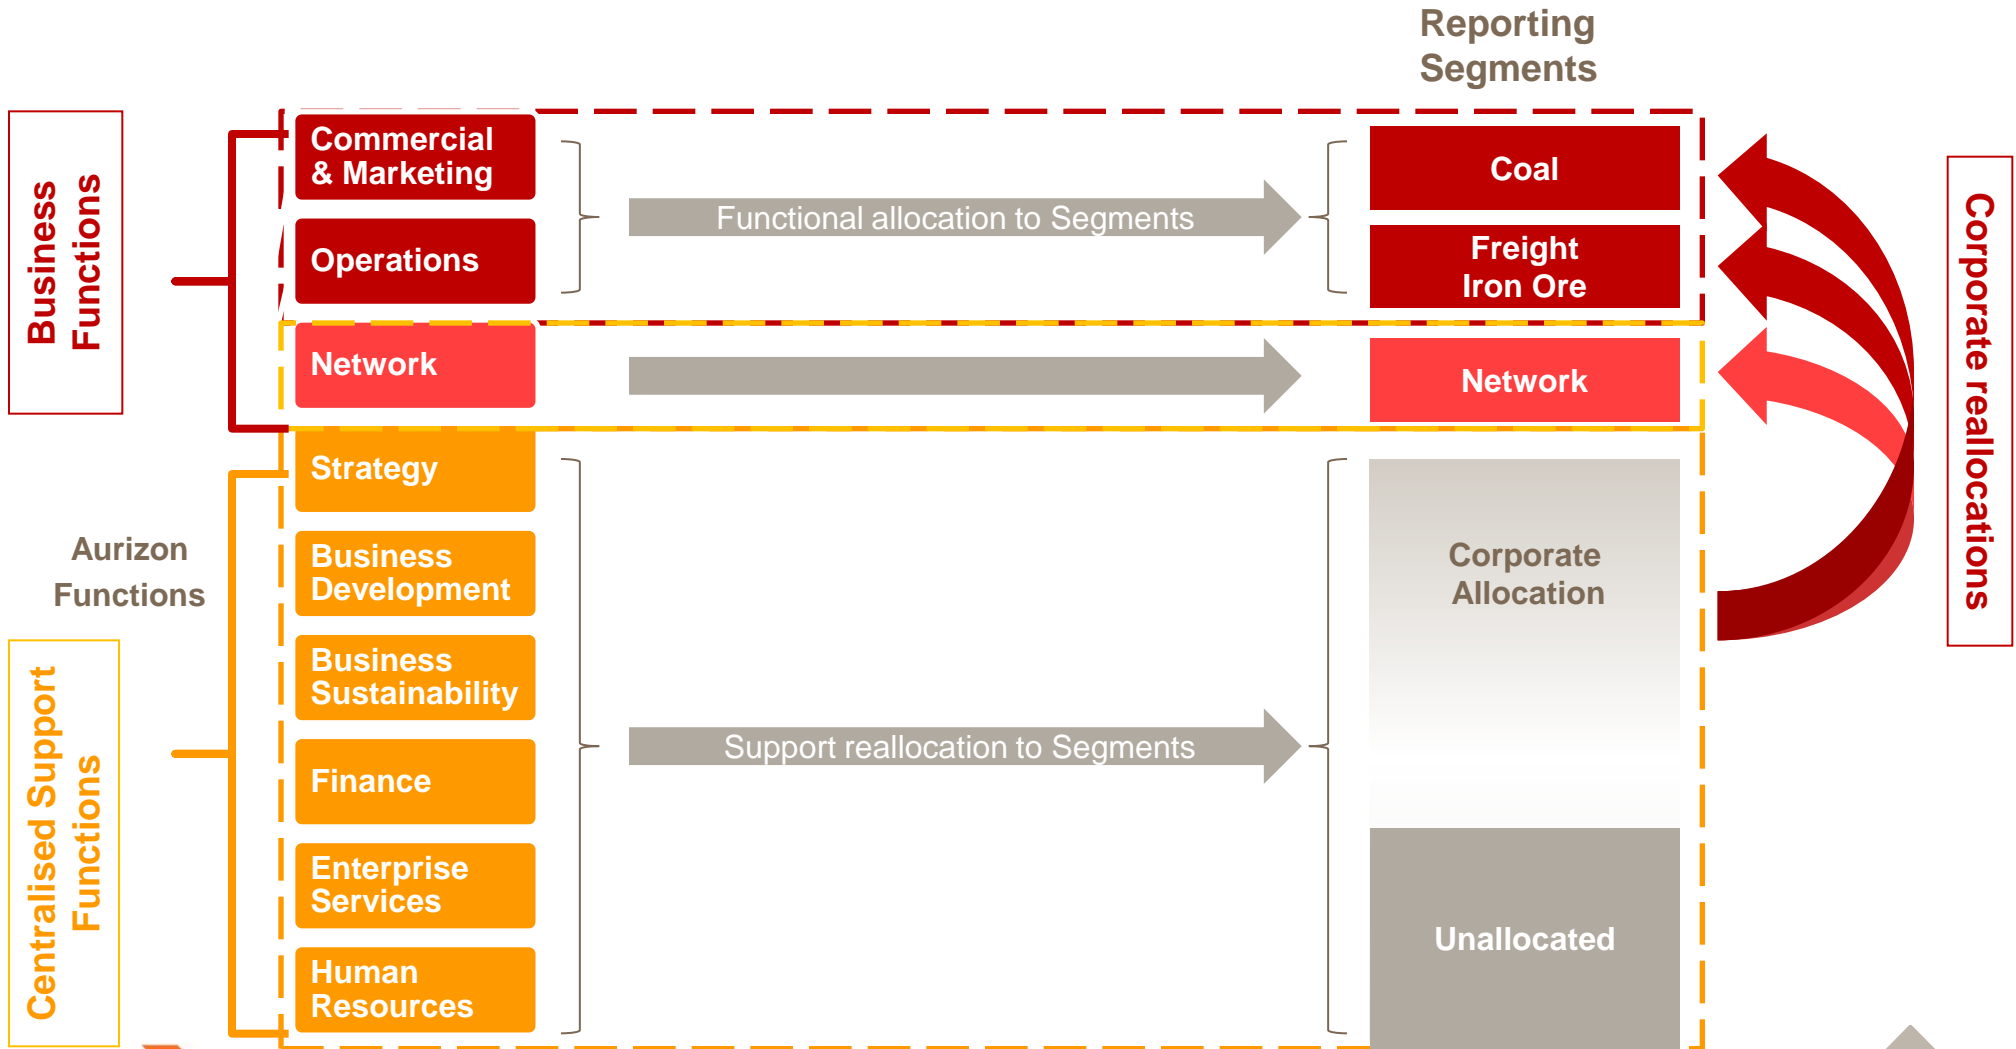 Reporting
Segments
Business
Functions
Commercial
& Marketing
Operations
Network
Functional allocation to Segments
Coal
Freight
Iron Ore
Network
Corporate reallocations
Aurizon
Functions
Centralised Support
Functions
Strategy
Business
Development
Business
Sustainability
Finance
Enterprise
Services
Human
Resources
Support reallocation to Segments
Corporate
Allocation
Unallocated